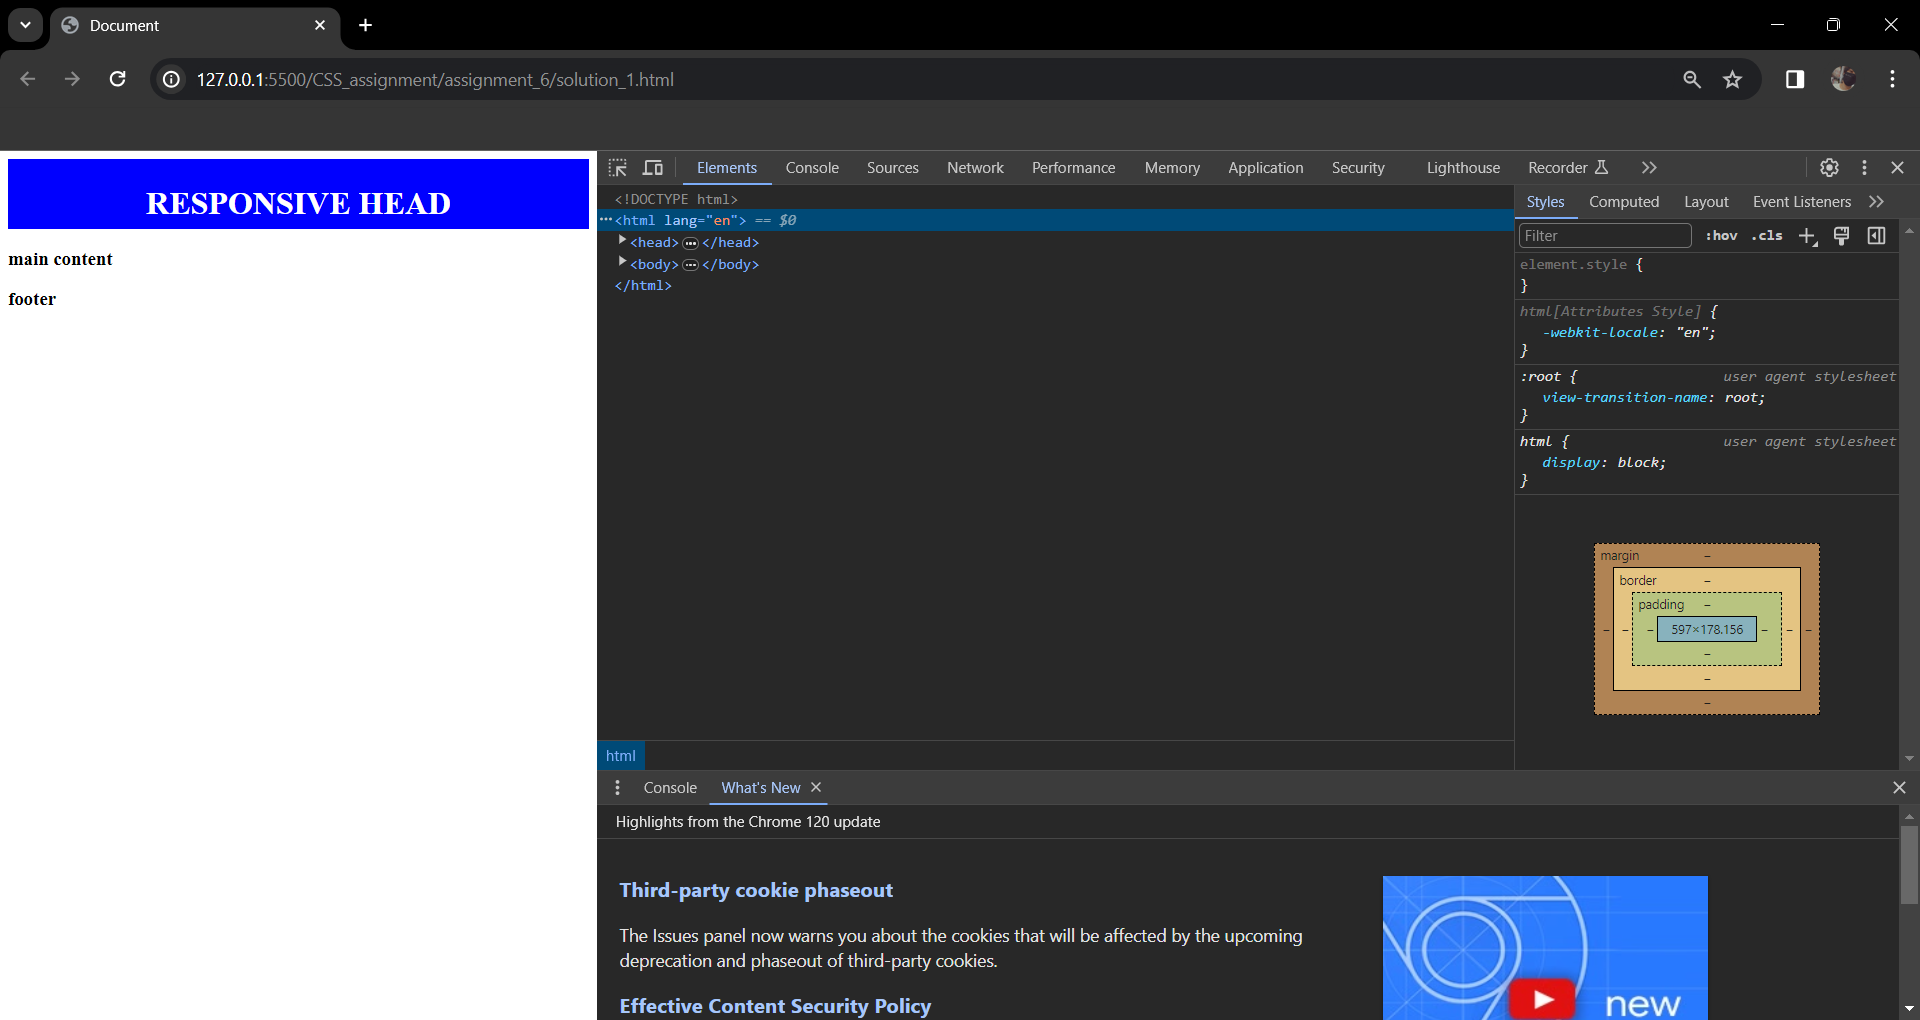 Document
127.0.0.1:5500/CSS_assignment/assignment_6/solution_1.html
RESPONSIVE HEAD
main content
footer
Elements Console Sources Network Performance Memory Application Security Lighthouse Recorder
<!DOCTYPE html>
<html lang="en"> == $0
<head> … </head>
<body> … </body>
</html>
html
Styles Computed Layout Event Listeners
Filter :hov .cls
element.style {
}
html[Attributes Style] {
-webkit-locale: "en";
}
:root { user agent stylesheet
view-transition-name: root;
}
html { user agent stylesheet
display: block;
}
margin –
border –
padding –
– – – 597×178.156 – – –
–
–
–
Console What's New
Highlights from the Chrome 120 update
Third-party cookie phaseout
The Issues panel now warns you about the cookies that will be affected by the upcoming
deprecation and phaseout of third-party cookies.
Effective Content Security Policy
new